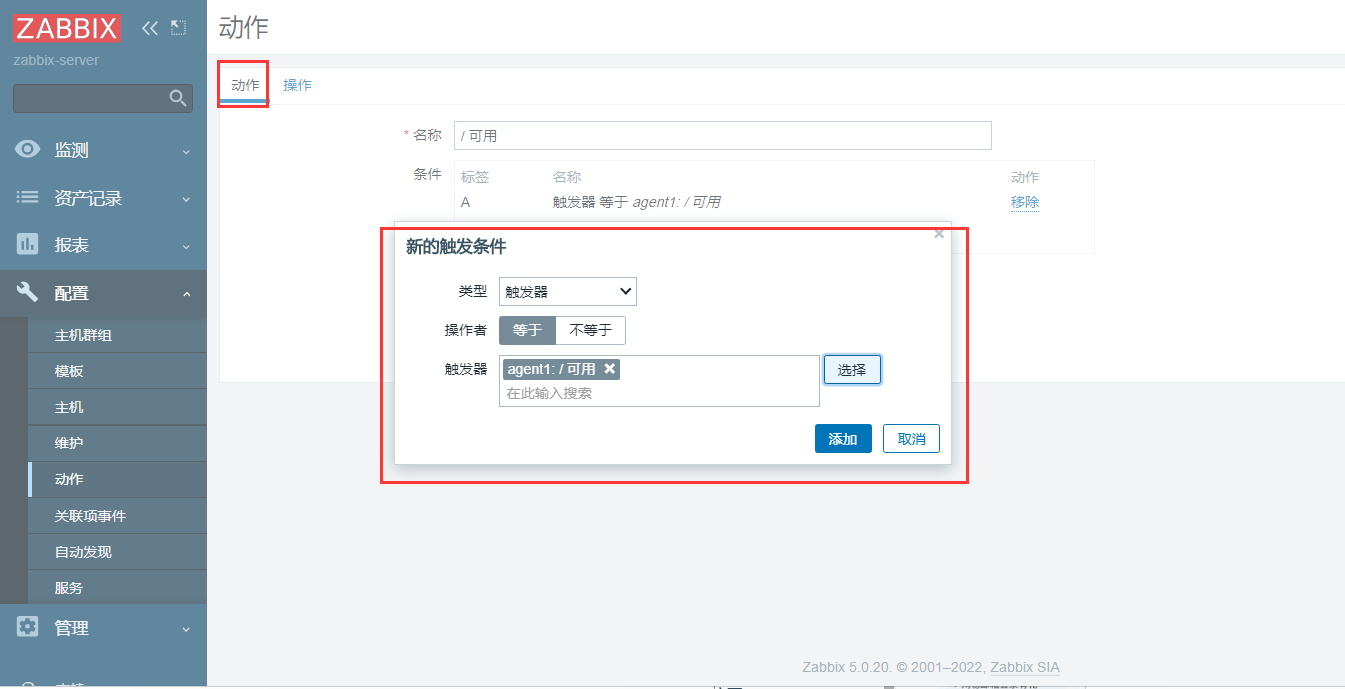 ZABBIX
zabbix-server
监测
资产记录
报表
配置
主机群组
模板
主机
维护
动作
关联项事件
自动发现
服务
管理
动作
动作 操作
* 名称 / 可用
条件 标签 名称 动作
A 触发器 等于 agent1: / 可用 移除
新的触发条件
类型 触发器
操作者 等于 不等于
触发器 agent1: / 可用 选择
在此输入搜索
添加 取消
Zabbix 5.0.20. © 2001–2022, Zabbix SIA